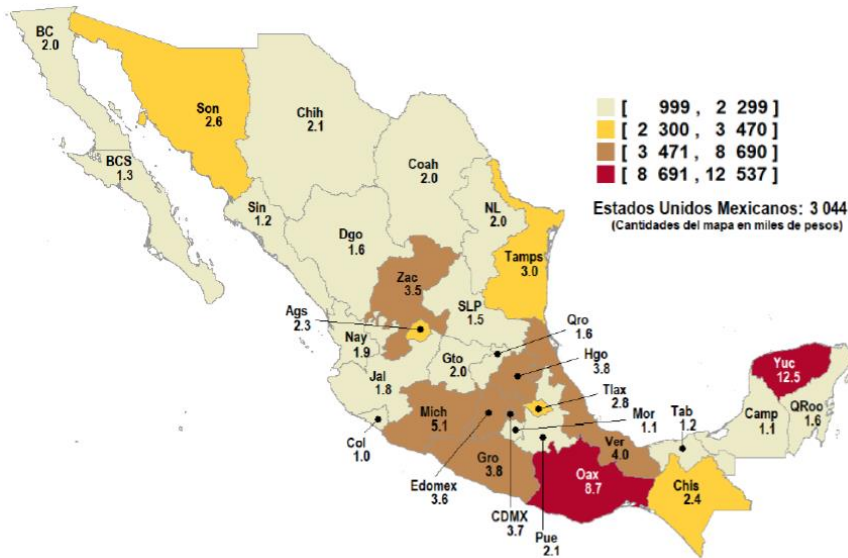 BC
2.0
Son
2.6
Chih
2.1
Coah
2.0
BCS
1.3
Sin
1.2
Dgo
1.6
NL
2.0
Tamps
3.0
Zac
3.5
SLP
1.5
Ags
2.3
Nay
1.9
Jal
1.8
Gto
2.0
Qro
1.6
Hgo
3.8
Tlax
2.8
Mor
1.1
Tab
1.2
Camp
1.1
Yuc
12.5
QRoo
1.6
Col
1.0
Mich
5.1
Edomex
3.6
Gro
3.8
CDMX
3.7
Pue
2.1
Oax
8.7
Ver
4.0
Chis
2.4
[ 999 , 2 299 ]
[ 2 300 , 3 470 ]
[ 3 471 , 8 690 ]
[ 8 691 , 12 537 ]
Estados Unidos Mexicanos: 3 044
(Cantidades del mapa en miles de pesos)